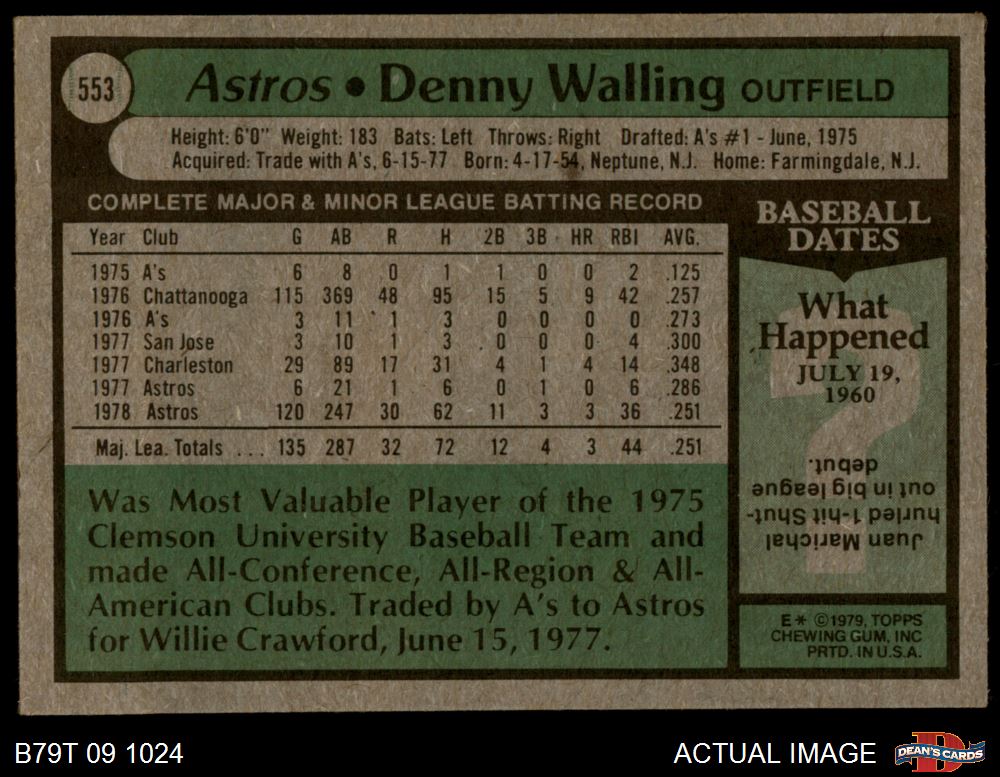 553
Astros • Denny Walling OUTFIELD
Height: 6'0" Weight: 183 Bats: Left Throws: Right Drafted: A's #1 - June, 1975
Acquired: Trade with A's, 6-15-77 Born: 4-17-54, Neptune, N.J. Home: Farmingdale, N.J.
COMPLETE MAJOR & MINOR LEAGUE BATTING RECORD
Year Club G AB R H 2B 3B HR RBI AVG.
1975 A's 6 8 0 1 1 0 0 2 .125
1976 Chattanooga 115 369 48 95 15 5 9 42 .257
1976 A's 3 11 1 3 0 0 0 0 .273
1977 San Jose 3 10 1 3 0 0 0 4 .300
1977 Charleston 29 89 17 31 4 1 4 14 .348
1977 Astros 6 21 1 6 0 1 0 6 .286
1978 Astros 120 247 30 62 11 3 3 36 .251
Maj. Lea. Totals ... 135 287 32 72 12 4 3 44 .251
Was Most Valuable Player of the 1975
Clemson University Baseball Team and
made All-Conference, All-Region & All-
American Clubs. Traded by A's to Astros
for Willie Crawford, June 15, 1977.
BASEBALL
DATES
What
Happened
JULY 19,
1960
?
Juan Marichal
hurled 1-hit Shut-
out in big league
debut.
E* ©1979, TOPPS
CHEWING GUM, INC
PRTD. IN U.S.A.
B79T 09 1024
ACTUAL IMAGE
D
DEAN'S CARDS